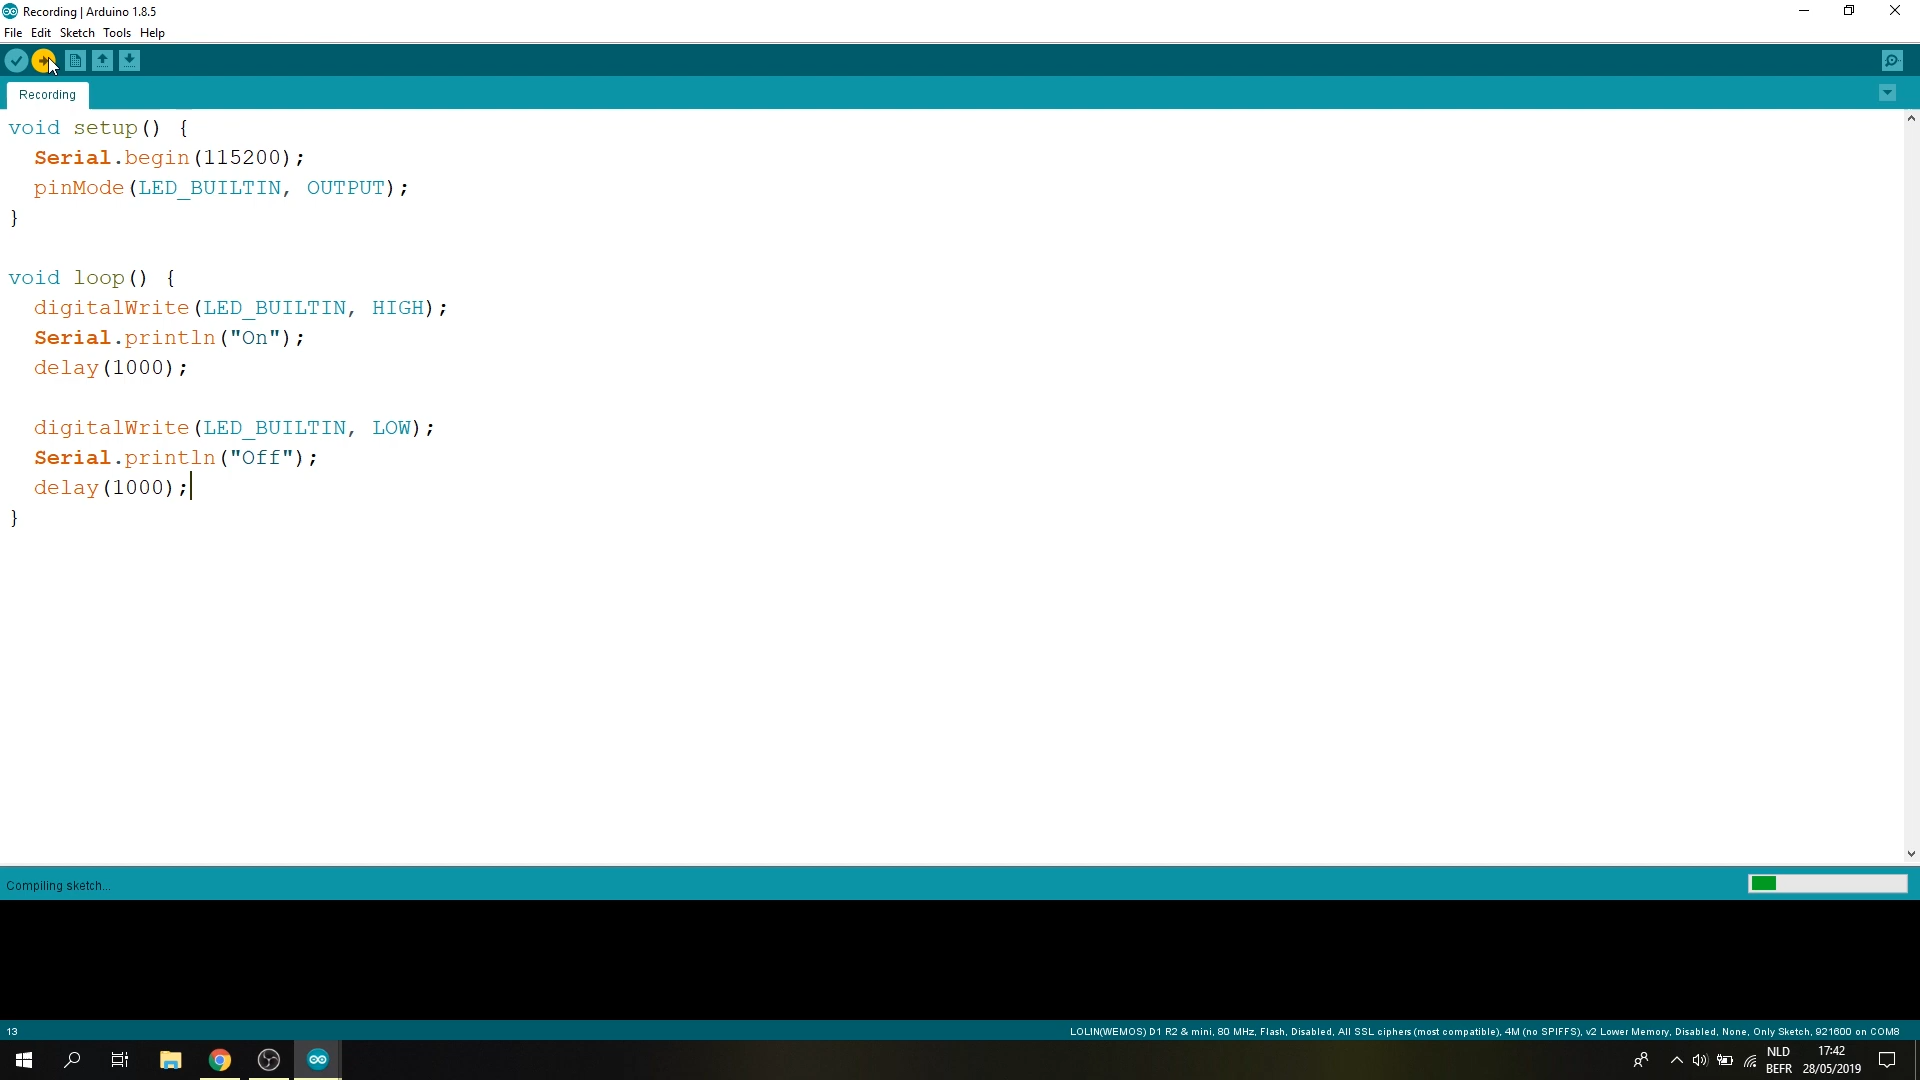 Recording | Arduino 1.8.5
File Edit Sketch Tools Help
Recording
void setup() {
  Serial.begin(115200);
  pinMode(LED_BUILTIN, OUTPUT);
}
void loop() {
  digitalWrite(LED_BUILTIN, HIGH);
  Serial.println("On");
  delay(1000);
  digitalWrite(LED_BUILTIN, LOW);
  Serial.println("Off");
  delay(1000);
}
Compiling sketch...
13 LOLIN(WEMOS) D1 R2 & mini, 80 MHz, Flash, Disabled, All SSL ciphers (most compatible), 4M (no SPIFFS), v2 Lower Memory, Disabled, None, Only Sketch, 921600 on COM8
NLD 17:42
BEFR 28/05/2019